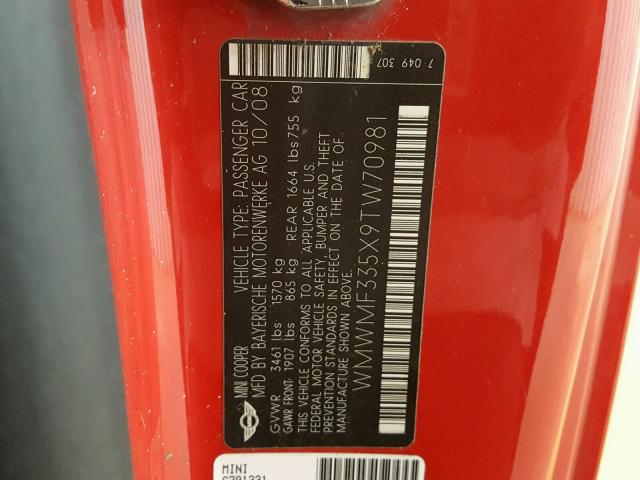 7 049 307
MINI COOPER
VEHICLE TYPE: PASSENGER CAR
MFD BY BAYERISCHE MOTORENWERKE AG 10/08
GVWR 3461 lbs 1570 kg
GAWR FRONT: 1907 lbs 865 kg REAR 1664 lbs 755 kg
THIS VEHICLE CONFORMS TO ALL APPLICABLE U.S.
FEDERAL MOTOR VEHICLE SAFETY, BUMPER AND THEFT
PREVENTION STANDARDS IN EFFECT ON THE DATE OF
MANUFACTURE SHOWN ABOVE.
WMWMF335X9TW70981
MINI